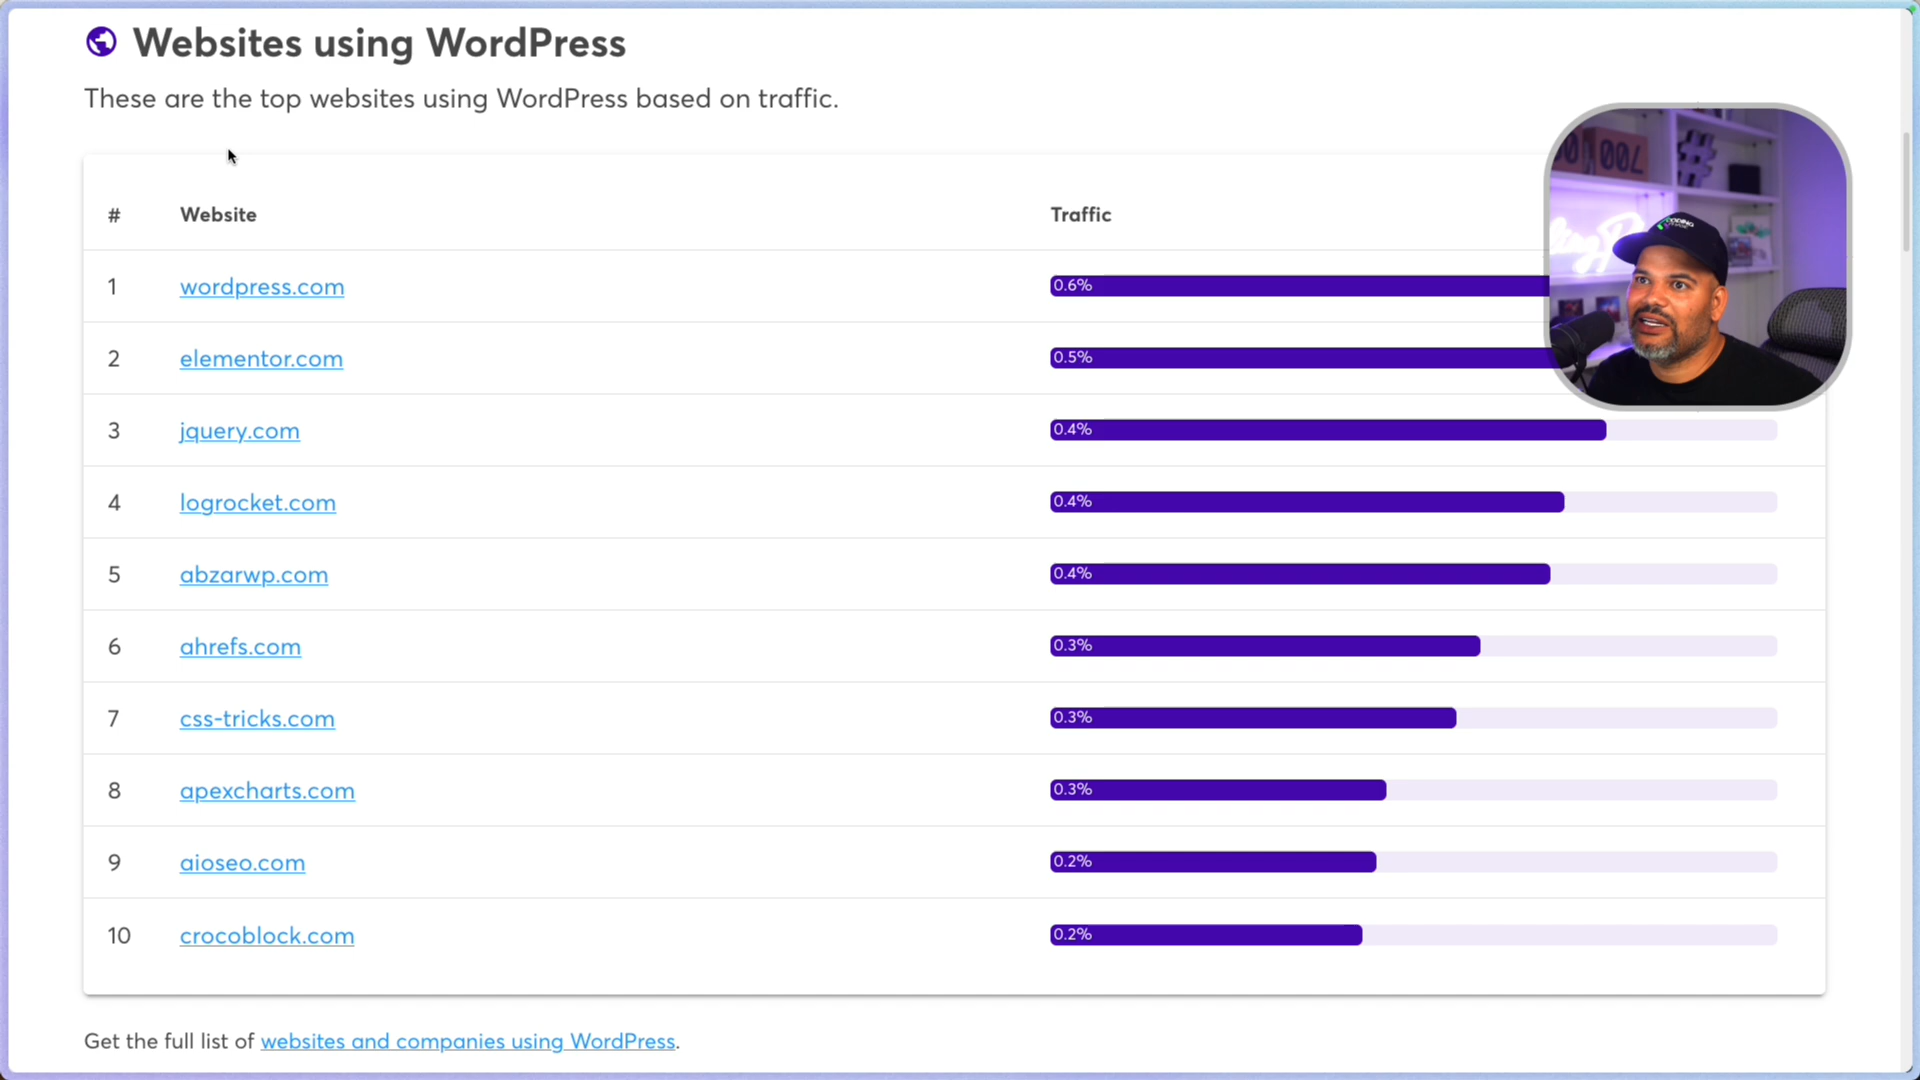 Websites using WordPress
These are the top websites using WordPress based on traffic.
# Website Traffic
1 wordpress.com 0.6%
2 elementor.com 0.5%
3 jquery.com 0.4%
4 logrocket.com 0.4%
5 abzarwp.com 0.4%
6 ahrefs.com 0.3%
7 css-tricks.com 0.3%
8 apexcharts.com 0.3%
9 aioseo.com 0.2%
10 crocoblock.com 0.2%
Get the full list of websites and companies using WordPress.